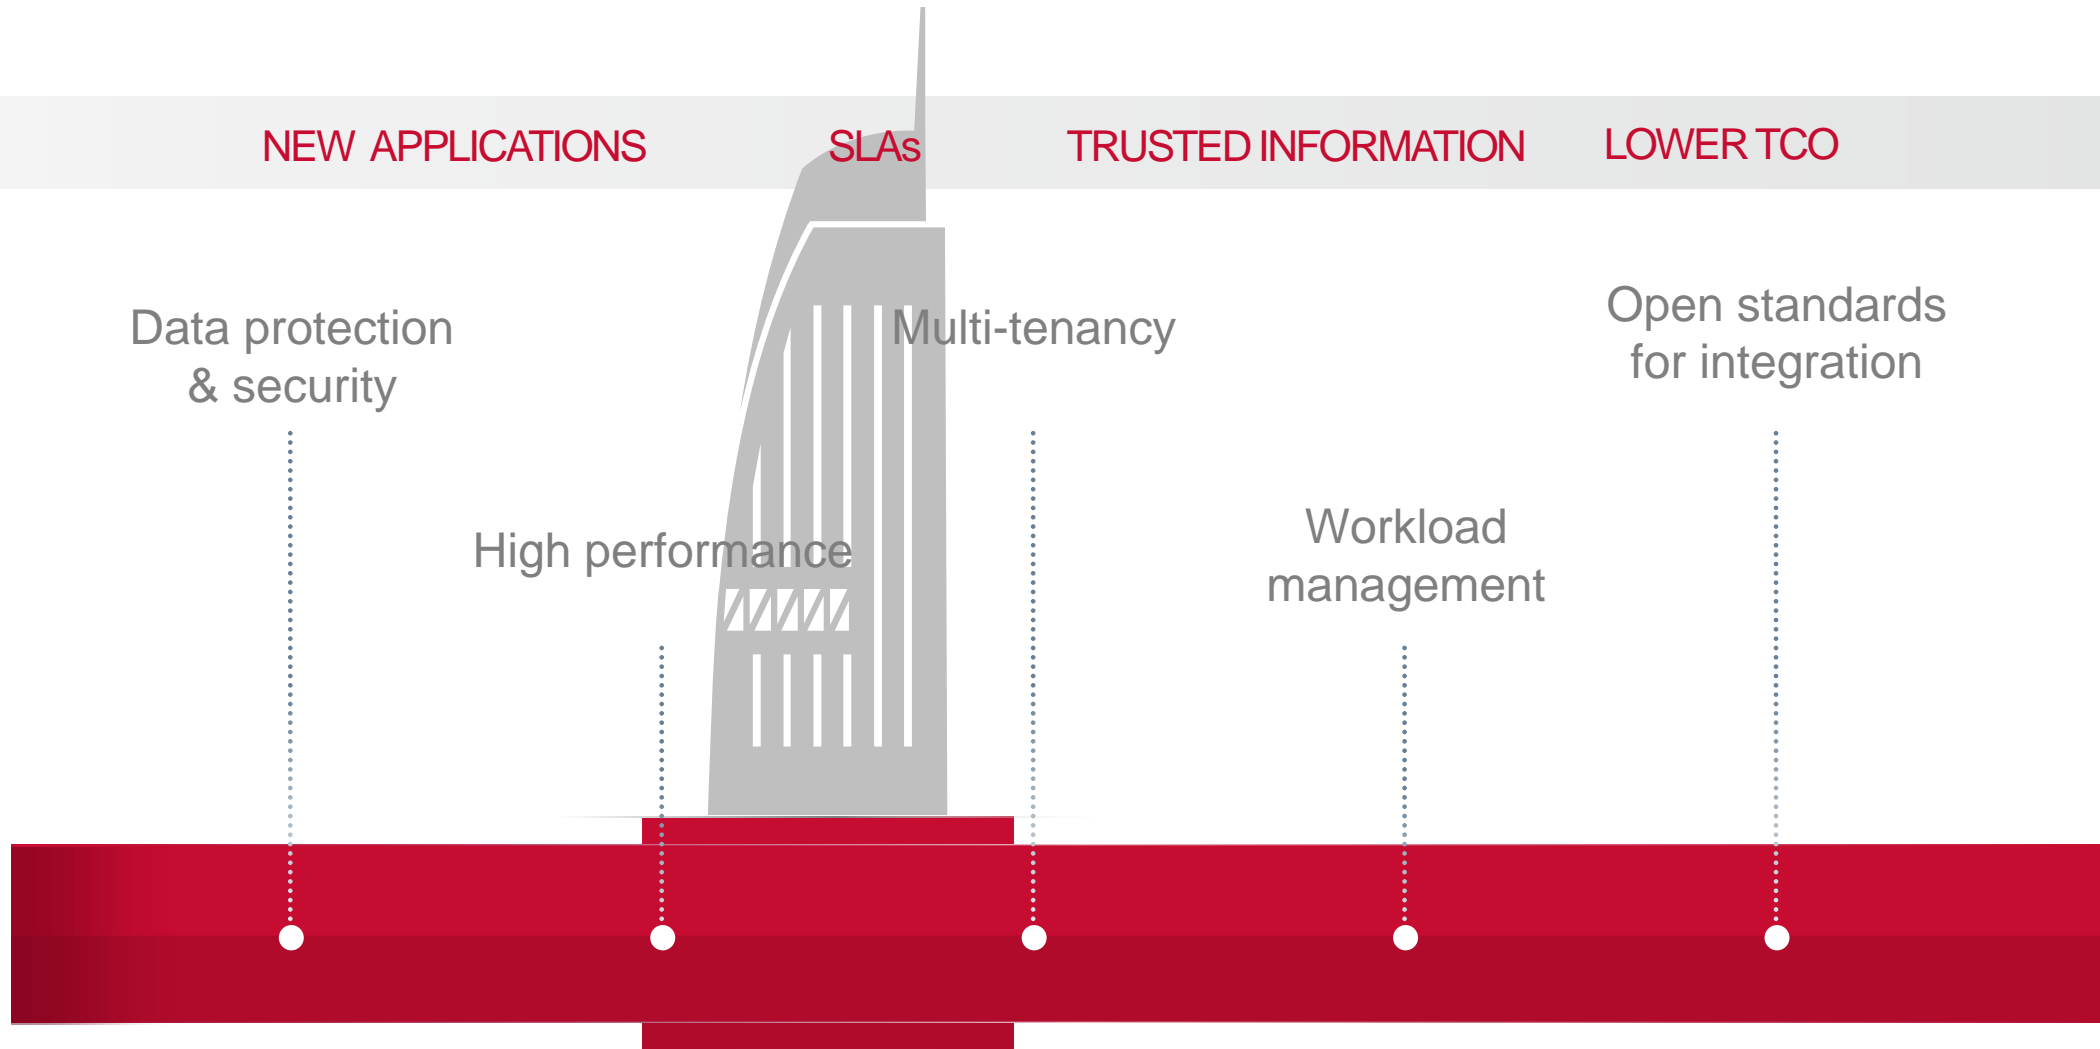 NEW APPLICATIONS SLAs TRUSTED INFORMATION LOWER TCO
Data protection
& security
High performance
Multi-tenancy
Workload
management
Open standards
for integration